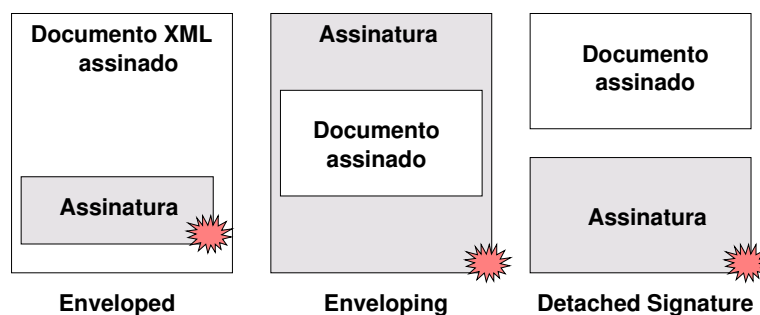 Documento XML
assinado
Assinatura
Enveloped
Assinatura
Documento
assinado
Enveloping
Documento
assinado
Assinatura
Detached Signature